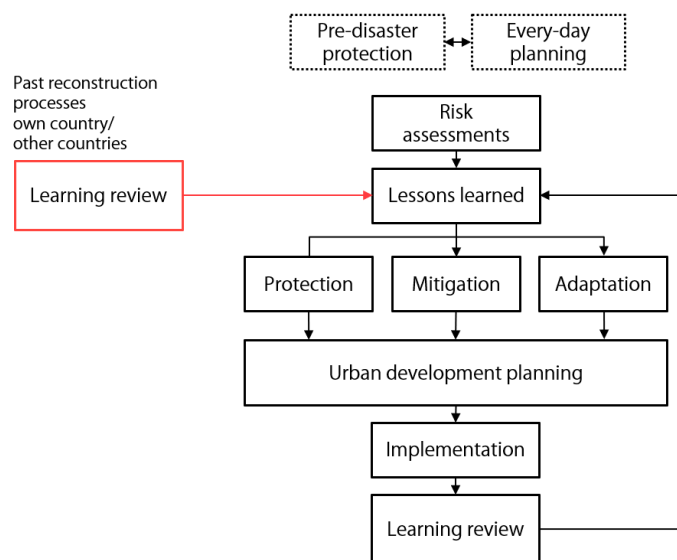 Pre-disaster
protection
Every-day
planning
Past reconstruction
processes
own country/
other countries
Risk
assessments
Learning review
Lessons learned
Protection
Mitigation
Adaptation
Urban development planning
Implementation
Learning review